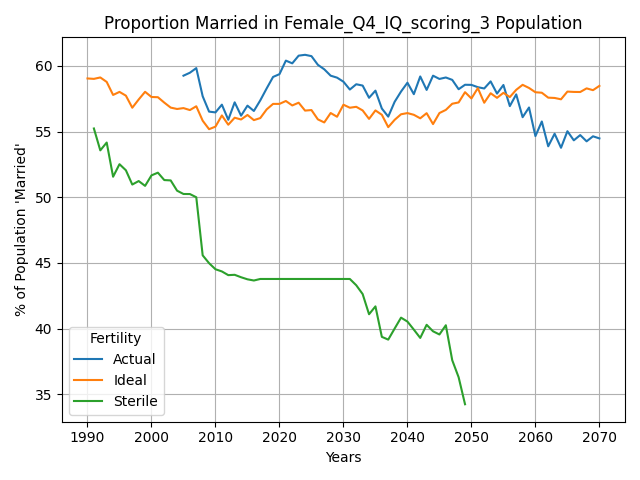 Proportion Married in Female_Q4_IQ_scoring_3 Population
% of Population 'Married'
60
55
50
45
40
35
Fertility
Actual
Ideal
Sterile
1990 2000 2010 2020 2030 2040 2050 2060 2070
Years